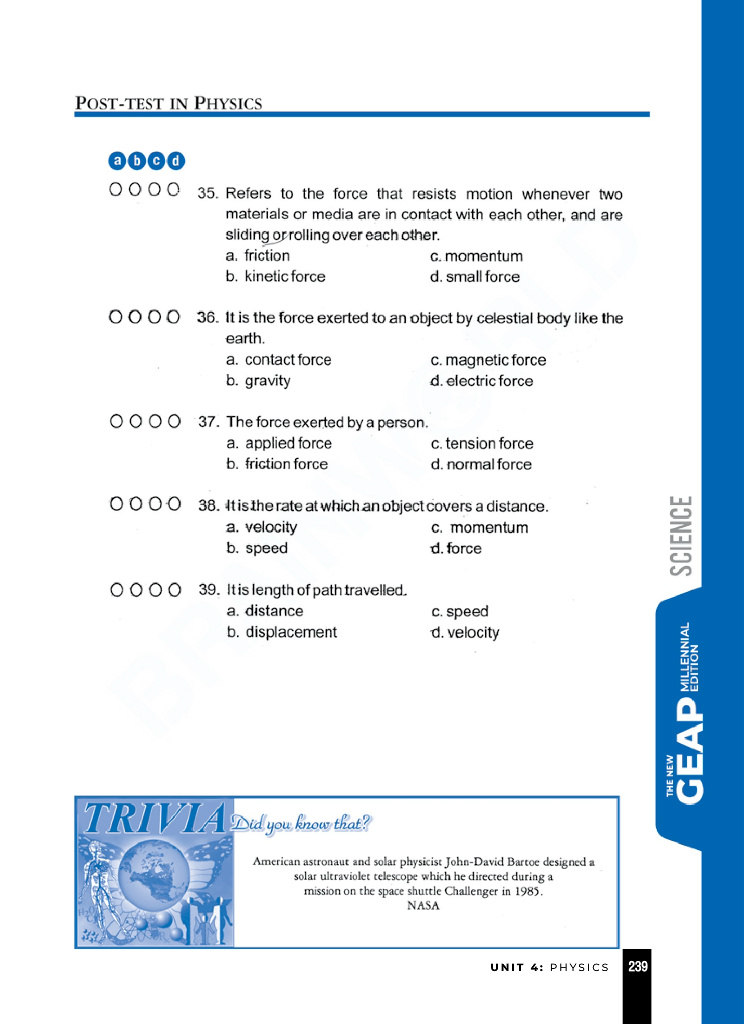 POST-TEST IN PHYSICS
a b c d
35. Refers to the force that resists motion whenever two
materials or media are in contact with each other, and are
sliding or rolling over each other.
a. friction c. momentum
b. kinetic force d. small force
36. It is the force exerted to an object by celestial body like the
earth.
a. contact force c. magnetic force
b. gravity d. electric force
37. The force exerted by a person.
a. applied force c. tension force
b. friction force d. normal force
38. It is the rate at which an object covers a distance.
a. velocity c. momentum
b. speed d. force
39. It is length of path travelled.
a. distance c. speed
b. displacement d. velocity
SCIENCE
THE NEW
GEAP
MILLENNIAL
EDITION
TRIVIA Did you know that?
American astronaut and solar physicist John-David Bartoe designed a
solar ultraviolet telescope which he directed during a
mission on the space shuttle Challenger in 1985.
NASA
UNIT 4: PHYSICS 239